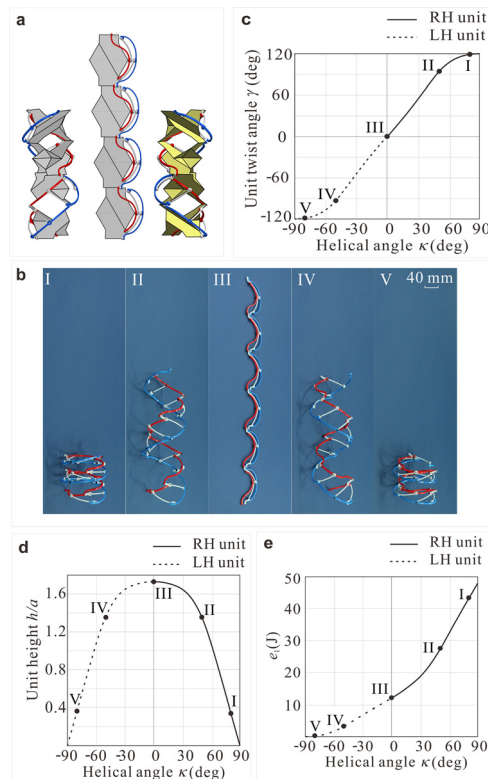 a
c
RH unit
LH unit
Unit twist angle γ (deg)
120
60
0
-60
-120
I
II
III
IV
V
-90
-60
-30
0
30
60
90
Helical angle κ(deg)
b
I
II
III
IV
V
40 mm
d
RH unit
LH unit
Unit height h/a
1.6
1.2
0.8
0.4
I
II
III
IV
V
-90
-60
-30
0
30
60
90
Helical angle κ(deg)
e
RH unit
LH unit
50
40
30
20
10
I
II
III
IV
V
-90
-60
-30
0
30
60
90
Helical angle κ(deg)